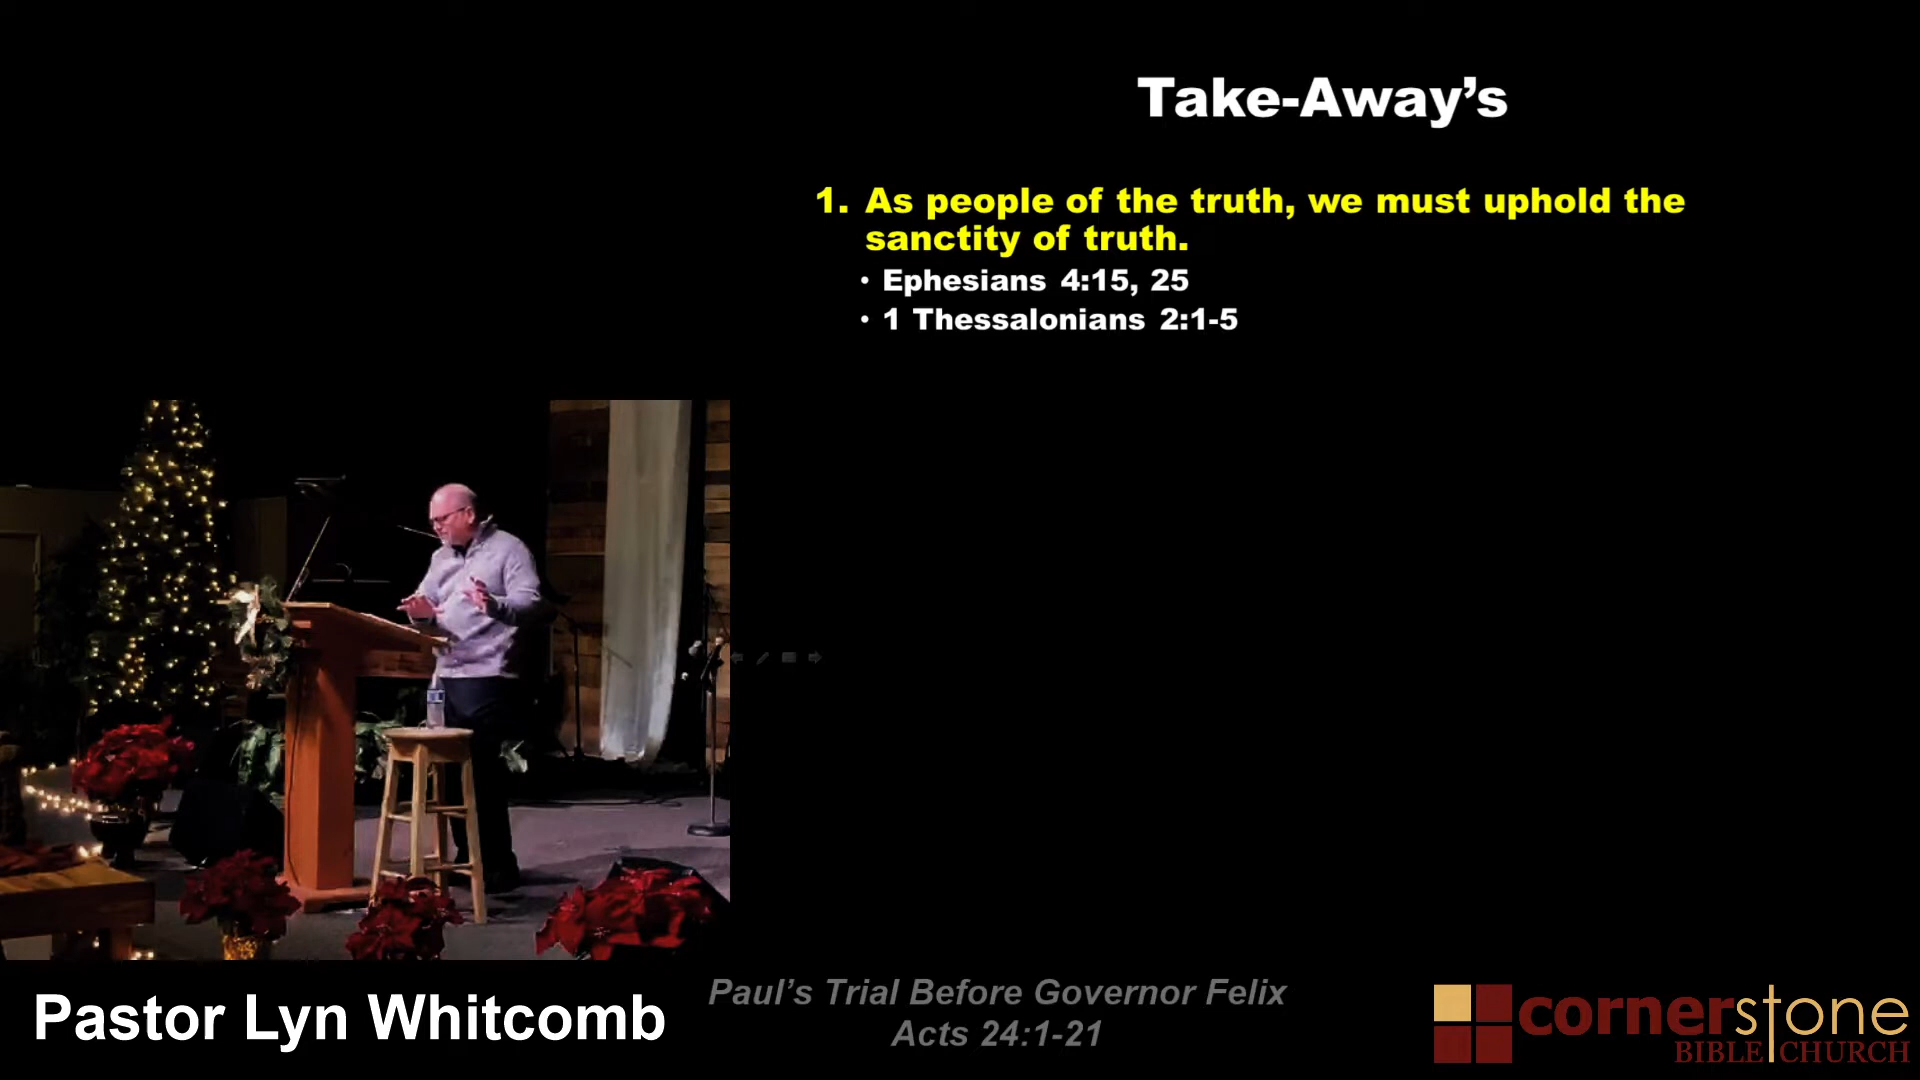 Take-Away’s
1. As people of the truth, we must uphold the
sanctity of truth.
• Ephesians 4:15, 25
• 1 Thessalonians 2:1-5
Pastor Lyn Whitcomb
Paul’s Trial Before Governor Felix
Acts 24:1-21
cornerstone
BIBLE CHURCH